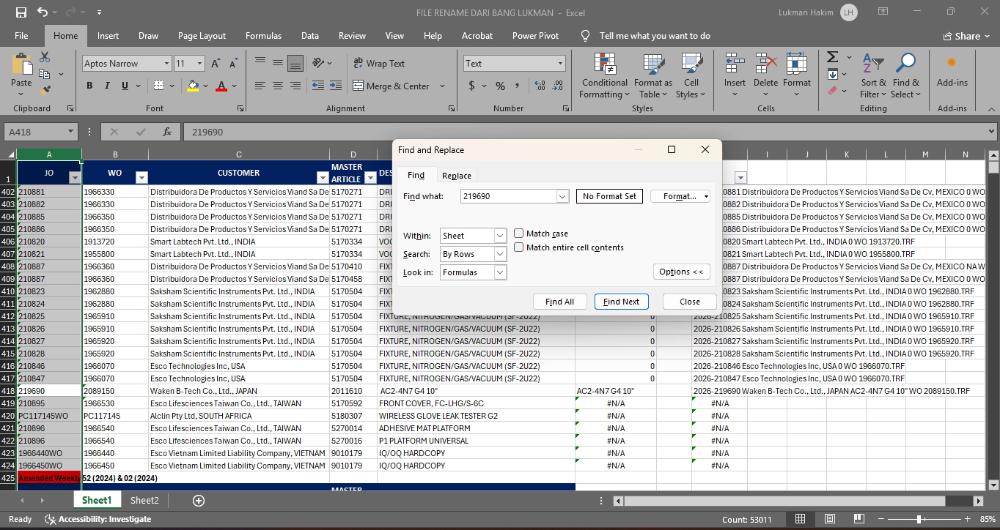 FILE RENAME DARI BANG LUKMAN - Excel
Lukman Hakim LH
File Home Insert Draw Page Layout Formulas Data Review View Help Acrobat Power Pivot Tell me what you want to do Share
Paste
Clipboard
Aptos Narrow 11
B I U
Font
Wrap Text
Merge & Center
Alignment
Text
$ % ,
Number
Conditional Formatting
Format as Table
Cell Styles
Styles
Insert Delete Format
Cells
Sort & Filter
Find & Select
Editing
Add-ins
Add-ins
A418 fx 219690
A B C D I J K L M N
1 JO WO CUSTOMER MASTER ARTICLE DES
402 210881 1966330 Distribuidora De Productos Y Servicios Viand Sa De 5170271 DRI 0881 Distribuidora De Productos Y Servicios Viand Sa De Cv, MEXICO 0 WO
403 210882 1966330 Distribuidora De Productos Y Servicios Viand Sa De 5170271 DRI 0882 Distribuidora De Productos Y Servicios Viand Sa De Cv, MEXICO 0 WO
404 210885 1966350 Distribuidora De Productos Y Servicios Viand Sa De 5170271 DRI 0885 Distribuidora De Productos Y Servicios Viand Sa De Cv, MEXICO 0 WO
405 210886 1966350 Distribuidora De Productos Y Servicios Viand Sa De 5170271 DRI 0886 Distribuidora De Productos Y Servicios Viand Sa De Cv, MEXICO 0 WO
406 210820 1913720 Smart Labtech Pvt. Ltd., INDIA 5170334 VOC 0820 Smart Labtech Pvt. Ltd., INDIA 0 WO 1913720.TRF
407 210821 1955800 Smart Labtech Pvt. Ltd., INDIA 5170334 VOC 0821 Smart Labtech Pvt. Ltd., INDIA 0 WO 1955800.TRF
408 210887 1966360 Distribuidora De Productos Y Servicios Viand Sa De 5170410 FIXT 0887 Distribuidora De Productos Y Servicios Viand Sa De Cv, MEXICO NA W
409 210887 1966360 Distribuidora De Productos Y Servicios Viand Sa De 5170458 FIXT 0887 Distribuidora De Productos Y Servicios Viand Sa De Cv, MEXICO 0 WO
410 210823 1962880 Saksham Scientific Instruments Pvt. Ltd., INDIA 5170504 FIXT 0823 Saksham Scientific Instruments Pvt. Ltd., INDIA 0 WO 1962880.TRF
411 210824 1962880 Saksham Scientific Instruments Pvt. Ltd., INDIA 5170504 FIXT 0824 Saksham Scientific Instruments Pvt. Ltd., INDIA 0 WO 1962880.TRF
412 210825 1965910 Saksham Scientific Instruments Pvt. Ltd., INDIA 5170504 FIXTURE, NITROGEN/GAS/VACUUM (SF-2U22) 0 2026-210825 Saksham Scientific Instruments Pvt. Ltd., INDIA 0 WO 1965910.TRF
413 210826 1965910 Saksham Scientific Instruments Pvt. Ltd., INDIA 5170504 FIXTURE, NITROGEN/GAS/VACUUM (SF-2U22) 0 2026-210826 Saksham Scientific Instruments Pvt. Ltd., INDIA 0 WO 1965910.TRF
414 210827 1965920 Saksham Scientific Instruments Pvt. Ltd., INDIA 5170504 FIXTURE, NITROGEN/GAS/VACUUM (SF-2U22) 0 2026-210827 Saksham Scientific Instruments Pvt. Ltd., INDIA 0 WO 1965920.TRF
415 210828 1965920 Saksham Scientific Instruments Pvt. Ltd., INDIA 5170504 FIXTURE, NITROGEN/GAS/VACUUM (SF-2U22) 0 2026-210828 Saksham Scientific Instruments Pvt. Ltd., INDIA 0 WO 1965920.TRF
416 210846 1966070 Esco Technologies Inc, USA 5170504 FIXTURE, NITROGEN/GAS/VACUUM (SF-2U22) 0 2026-210846 Esco Technologies Inc, USA 0 WO 1966070.TRF
417 210847 1966070 Esco Technologies Inc, USA 5170504 FIXTURE, NITROGEN/GAS/VACUUM (SF-2U22) 0 2026-210847 Esco Technologies Inc, USA 0 WO 1966070.TRF
418 219690 2089150 Waken B-Tech Co., Ltd., JAPAN 2011610 AC2-4N7 G4 10" AC2-4N7 G4 10" 2026-219690 Waken B-Tech Co., Ltd., JAPAN AC2-4N7 G4 10" WO 2089150.TRF
419 210895 1966530 Esco Lifesciences Taiwan Co., Ltd., TAIWAN 5170592 FRONT COVER, FC-LHG/S-6C #N/A #N/A
420 PC117145WO PC117145 Alclin Pty Ltd, SOUTH AFRICA 5180307 WIRELESS GLOVE LEAK TESTER G2 #N/A #N/A
421 210896 1966540 Esco Lifesciences Taiwan Co., Ltd., TAIWAN 5270014 ADHESIVE MAT PLATFORM #N/A #N/A
422 210896 1966540 Esco Lifesciences Taiwan Co., Ltd., TAIWAN 5270016 P1 PLATFORM UNIVERSAL #N/A #N/A
423 1966440WO 1966440 Esco Vietnam Limited Liability Company, VIETNAM 9010179 IQ/OQ HARDCOPY #N/A #N/A
424 1966450WO 1966450 Esco Vietnam Limited Liability Company, VIETNAM 9010179 IQ/OQ HARDCOPY #N/A #N/A
425 Amended Weekly 52 (2024) & 02 (2024)
MASTER
Find and Replace
Find Replace
Find what: 219690 No Format Set Format...
Within: Sheet Match case
Search: By Rows Match entire cell contents
Look in: Formulas Options <<
Find All Find Next Close
Sheet1 Sheet2
Ready Accessibility: Investigate Count: 53011 85%